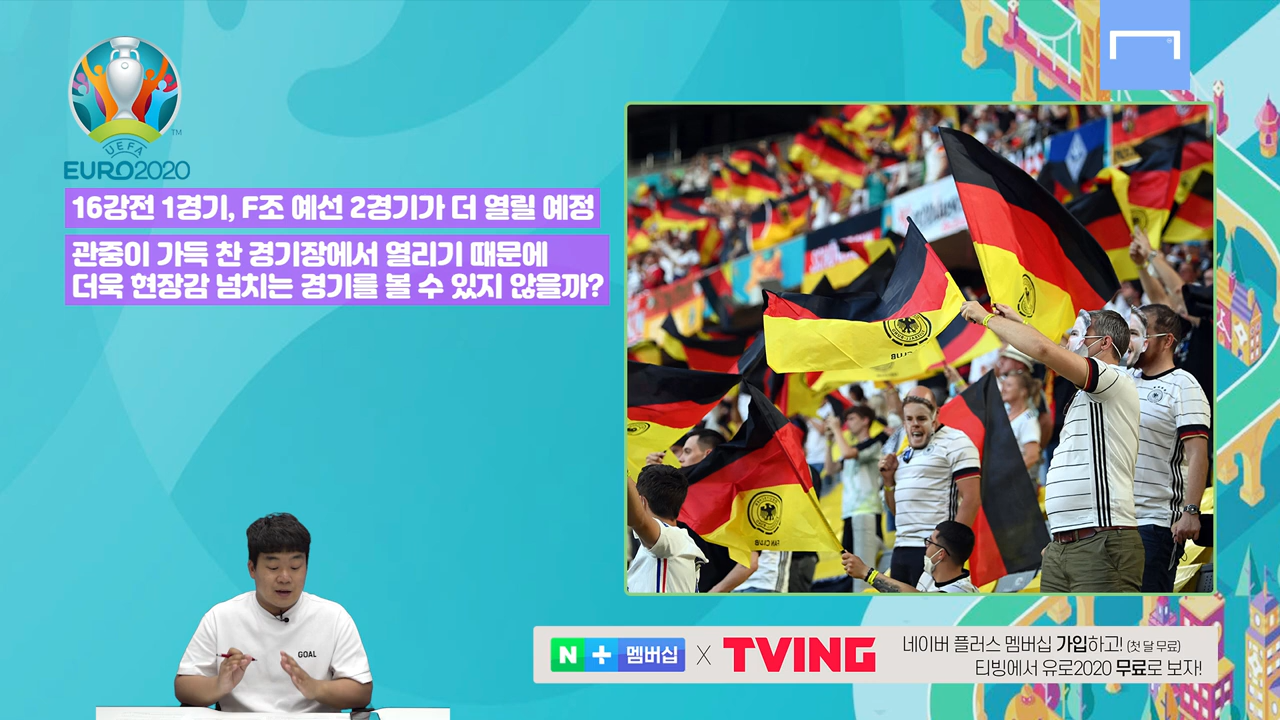 UEFA
EURO2020
TM
16강전 1경기, F조 예선 2경기가 더 열릴 예정
관중이 가득 찬 경기장에서 열리기 때문에
더욱 현장감 넘치는 경기를 볼 수 있지 않을까?
GOAL
N + 멤버십 X TVING
네이버 플러스 멤버십 가입하고! (첫 달 무료)
티빙에서 유로2020 무료로 보자!